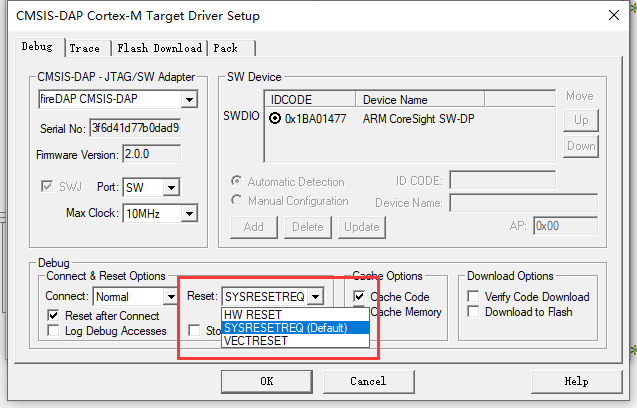 CMSIS-DAP Cortex-M Target Driver Setup
Debug Trace Flash Download Pack
CMSIS-DAP - JTAG/SW Adapter
fireDAP CMSIS-DAP
Serial No: 3f6d41d77b0dad9
Firmware Version: 2.0.0
SWJ Port: SW
Max Clock: 10MHz
SW Device
IDCODE Device Name Move
SWDIO 0x1BA01477 ARM CoreSight SW-DP Up
Down
Automatic Detection ID CODE:
Manual Configuration Device Name:
Add Delete Update AP: 0x00
Debug
Connect & Reset Options
Connect: Normal Reset: SYSRESETREQ
Reset after Connect HW RESET
SYSRESETREQ (Default)
Log Debug Accesses VECTRESET
Cache Options
Cache Code
Cache Memory
Download Options
Verify Code Download
Download to Flash
OK Cancel Help